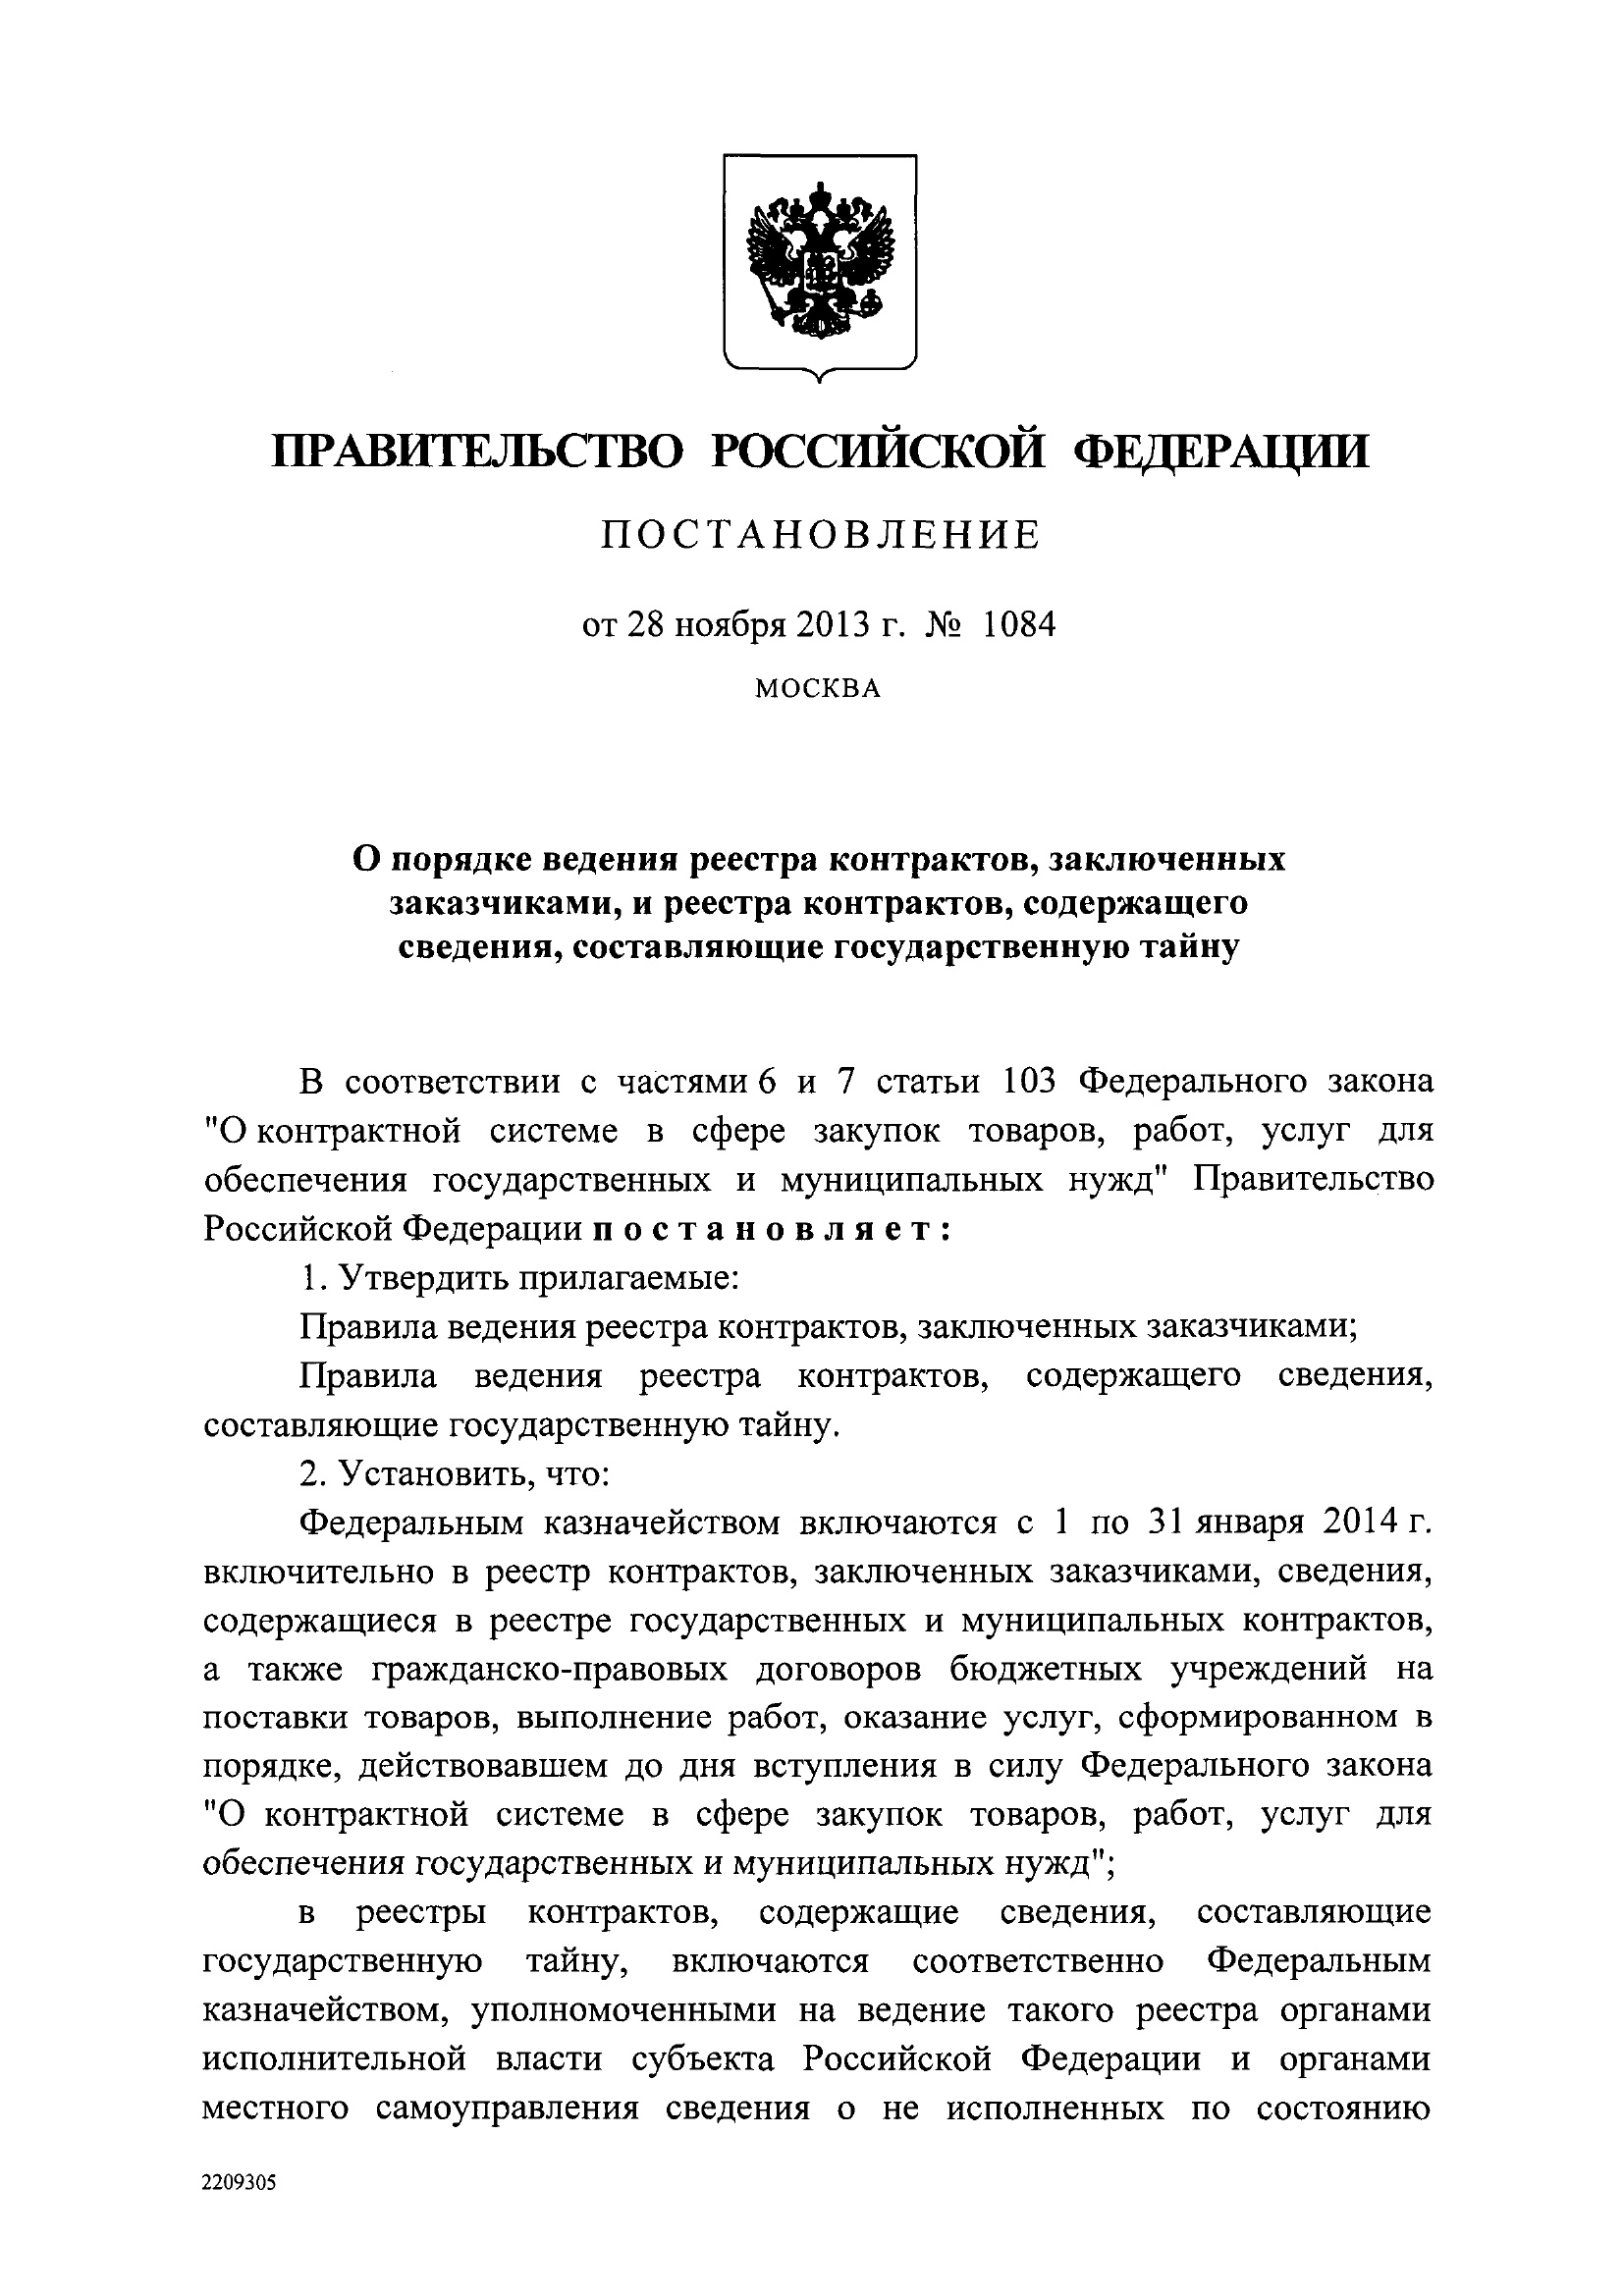 ПРАВИТЕЛЬСТВО РОССИЙСКОЙ ФЕДЕРАЦИИ
ПОСТАНОВЛЕНИЕ
от 28 ноября 2013 г. № 1084
МОСКВА
О порядке ведения реестра контрактов, заключенных
заказчиками, и реестра контрактов, содержащего
сведения, составляющие государственную тайну
В соответствии с частями 6 и 7 статьи 103 Федерального закона
"О контрактной системе в сфере закупок товаров, работ, услуг для
обеспечения государственных и муниципальных нужд" Правительство
Российской Федерации п о с т а н о в л я е т :
1. Утвердить прилагаемые:
Правила ведения реестра контрактов, заключенных заказчиками;
Правила ведения реестра контрактов, содержащего сведения,
составляющие государственную тайну.
2. Установить, что:
Федеральным казначейством включаются с 1 по 31 января 2014 г.
включительно в реестр контрактов, заключенных заказчиками, сведения,
содержащиеся в реестре государственных и муниципальных контрактов,
а также гражданско-правовых договоров бюджетных учреждений на
поставки товаров, выполнение работ, оказание услуг, сформированном в
порядке, действовавшем до дня вступления в силу Федерального закона
"О контрактной системе в сфере закупок товаров, работ, услуг для
обеспечения государственных и муниципальных нужд";
в реестры контрактов, содержащие сведения, составляющие
государственную тайну, включаются соответственно Федеральным
казначейством, уполномоченными на ведение такого реестра органами
исполнительной власти субъекта Российской Федерации и органами
местного самоуправления сведения о не исполненных по состоянию
2209305